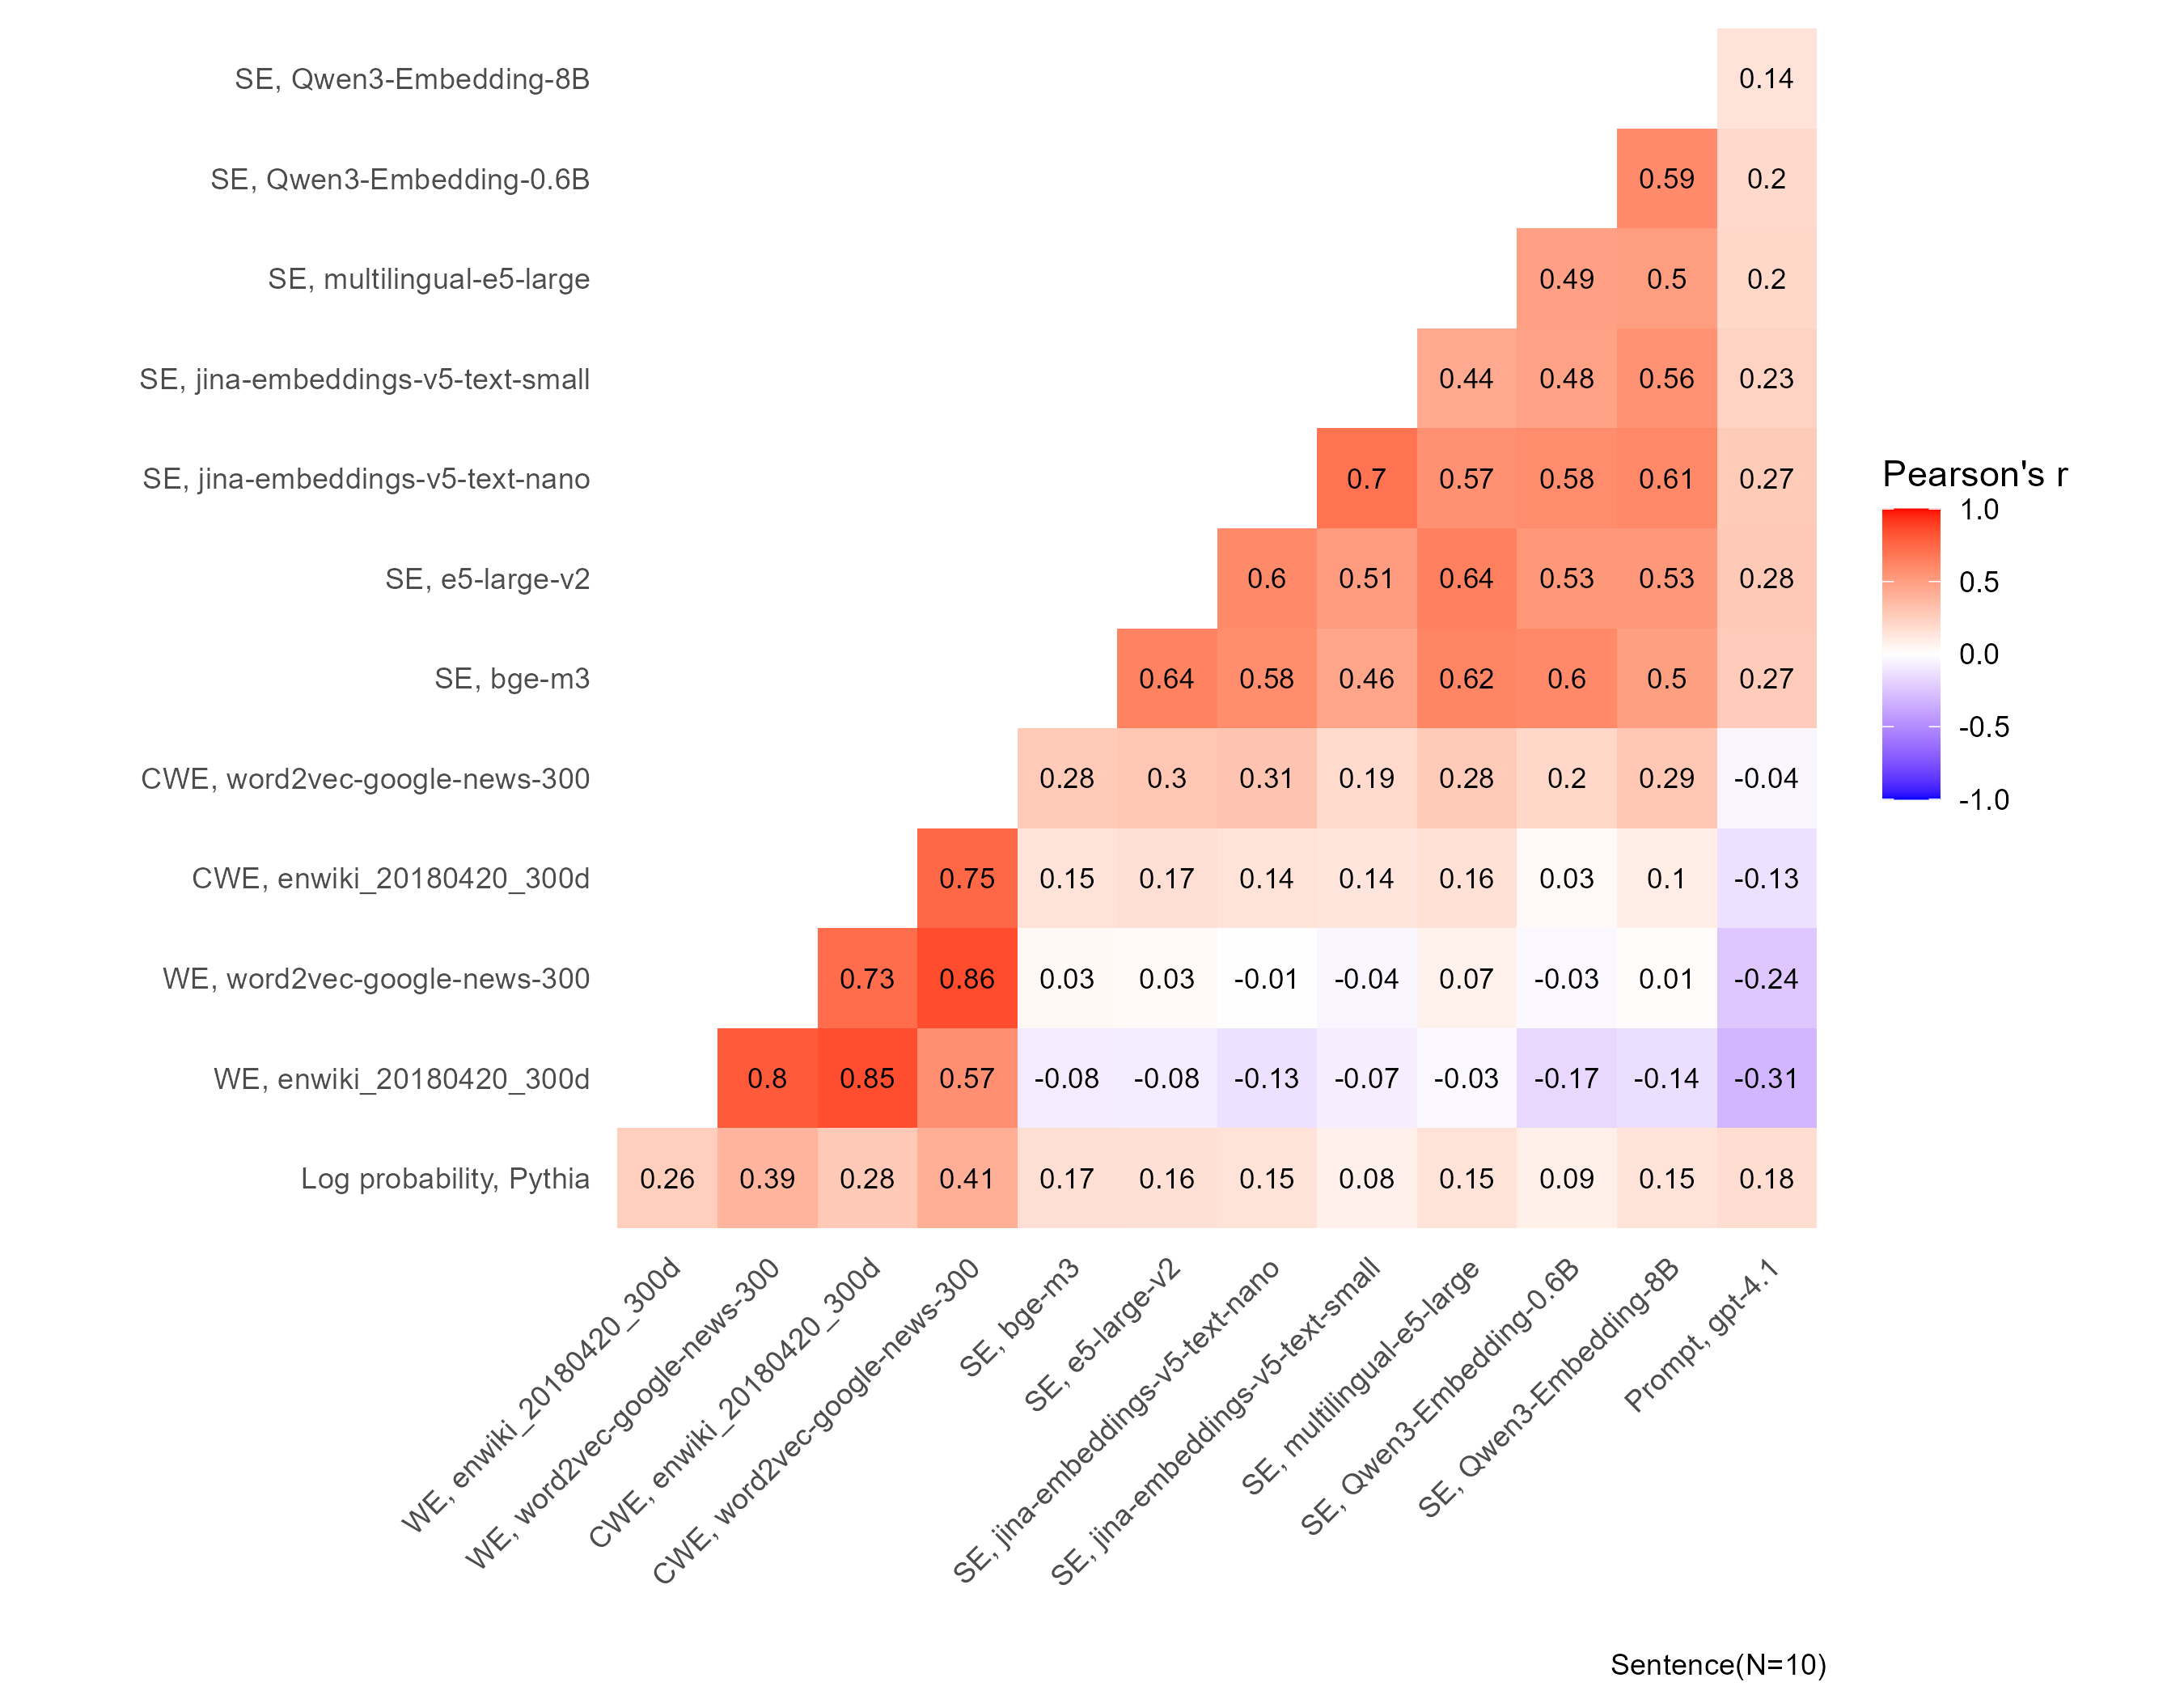 SE, Qwen3-Embedding-8B 0.14
SE, Qwen3-Embedding-0.6B 0.59 0.2
SE, multilingual-e5-large 0.49 0.5 0.2
SE, jina-embeddings-v5-text-small 0.44 0.48 0.56 0.23
SE, jina-embeddings-v5-text-nano 0.7 0.57 0.58 0.61 0.27
SE, e5-large-v2 0.6 0.51 0.64 0.53 0.53 0.28
SE, bge-m3 0.64 0.58 0.46 0.62 0.6 0.5 0.27
CWE, word2vec-google-news-300 0.28 0.3 0.31 0.19 0.28 0.2 0.29 -0.04
CWE, enwiki_20180420_300d 0.75 0.15 0.17 0.14 0.14 0.16 0.03 0.1 -0.13
WE, word2vec-google-news-300 0.73 0.86 0.03 0.03 -0.01 -0.04 0.07 -0.03 0.01 -0.24
WE, enwiki_20180420_300d 0.8 0.85 0.57 -0.08 -0.08 -0.13 -0.07 -0.03 -0.17 -0.14 -0.31
Log probability, Pythia 0.26 0.39 0.28 0.41 0.17 0.16 0.15 0.08 0.15 0.09 0.15 0.18
WE, enwiki_20180420_300d
WE, word2vec-google-news-300
CWE, enwiki_20180420_300d
CWE, word2vec-google-news-300
SE, bge-m3
SE, e5-large-v2
SE, jina-embeddings-v5-text-nano
SE, jina-embeddings-v5-text-small
SE, multilingual-e5-large
SE, Qwen3-Embedding-0.6B
SE, Qwen3-Embedding-8B
Prompt, gpt-4.1
Pearson's r
1.0
0.5
0.0
-0.5
-1.0
Sentence(N=10)